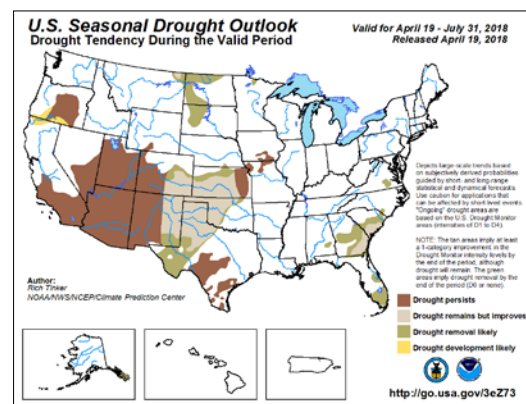 U.S. Seasonal Drought Outlook
Drought Tendency During the Valid Period
Valid for April 19 - July 31, 2018
Released April 19, 2018
Depicts large-scale trends based
on subjectively derived probabilities
guided by short- and long-range
statistical and dynamical forecasts.
Use caution for applications that
can be affected by short lived events.
"Ongoing" drought areas are
based on the U.S. Drought Monitor
areas (intensities of D1 to D4).
NOTE: The tan areas imply at least
a 1-category improvement in the
Drought Monitor intensity levels by
the end of the period, although
drought will remain. The green
areas imply drought removal by the
end of the period (D0 or none).
Author:
Rich Tinker
NOAA/NWS/NCEP/Climate Prediction Center
Drought persists
Drought remains but improves
Drought removal likely
Drought development likely
http://go.usa.gov/3eZ73